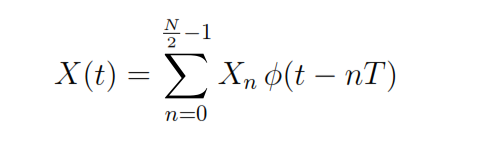 X(t) = \sum_{n=0}^{\frac{N}{2}-1} X_n \phi(t - nT)